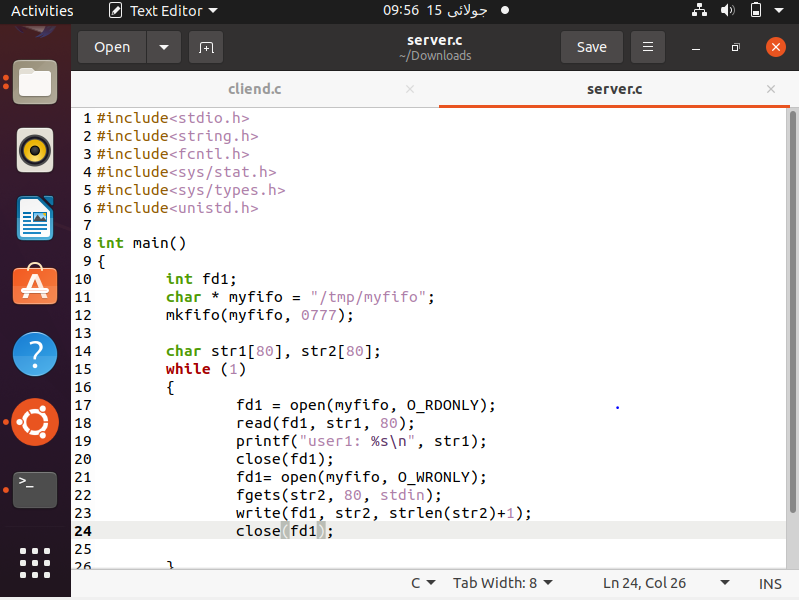 Activities Text Editor 09:56 15 جولائی
Open server.c Save
~/Downloads
cliend.c × server.c ×
1 #include<stdio.h>
2 #include<string.h>
3 #include<fcntl.h>
4 #include<sys/stat.h>
5 #include<sys/types.h>
6 #include<unistd.h>
7
8 int main()
9 {
10 int fd1;
11 char * myfifo = "/tmp/myfifo";
12 mkfifo(myfifo, 0777);
13
14 char str1[80], str2[80];
15 while (1)
16 {
17 fd1 = open(myfifo, O_RDONLY);
18 read(fd1, str1, 80);
19 printf("user1: %s\n", str1);
20 close(fd1);
21 fd1= open(myfifo, O_WRONLY);
22 fgets(str2, 80, stdin);
23 write(fd1, str2, strlen(str2)+1);
24 close(fd1);
25
26 }
C Tab Width: 8 Ln 24, Col 26 INS